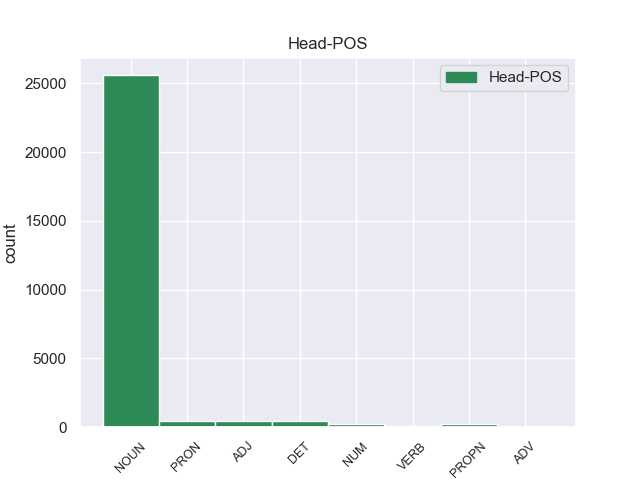 Head-POS
Head-POS
25000
20000
15000
10000
5000
0
count
NOUN
PRON
ADJ
DET
NUM
VERB
PROPN
ADV